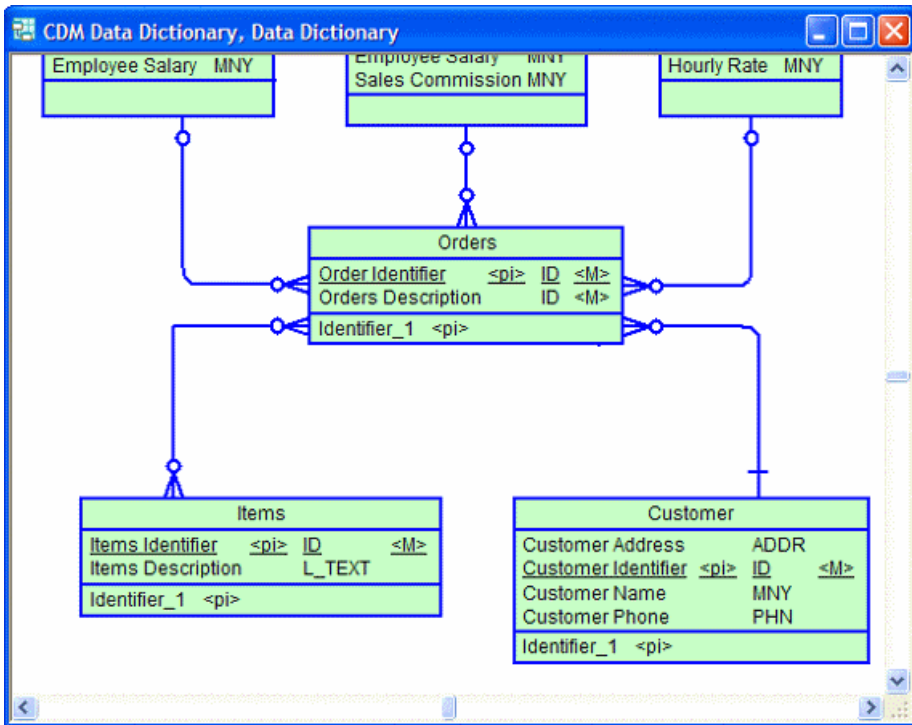 CDM Data Dictionary, Data Dictionary
Employee Salary MNY
Employee Salary MNY
Sales Commission MNY
Hourly Rate MNY
Orders
Order Identifier <pi> ID <M>
Orders Description ID <M>
Identifier_1 <pi>
Items
Items Identifier <pi> ID <M>
Items Description L_TEXT
Identifier_1 <pi>
Customer
Customer Address ADDR
Customer Identifier <pi> ID <M>
Customer Name MNY
Customer Phone PHN
Identifier_1 <pi>